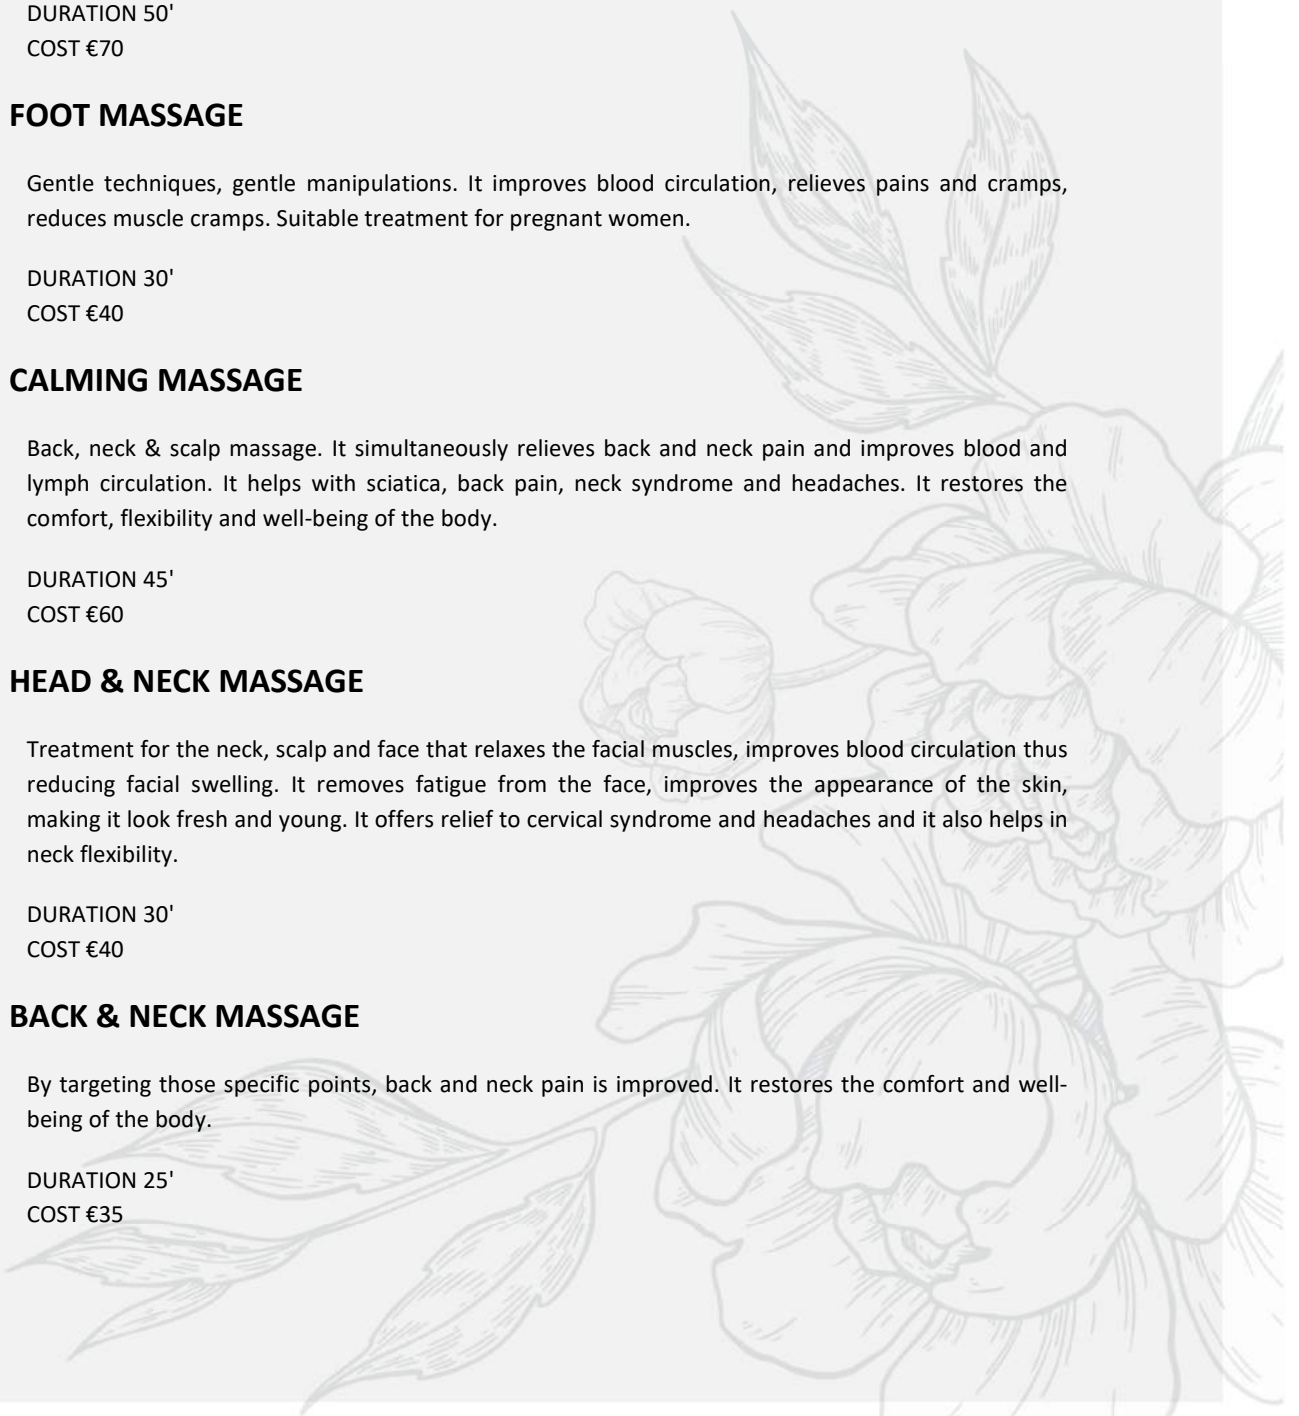 DURATION 50'
COST €70
FOOT MASSAGE
Gentle techniques, gentle manipulations. It improves blood circulation, relieves pains and cramps,
reduces muscle cramps. Suitable treatment for pregnant women.
DURATION 30'
COST €40
CALMING MASSAGE
Back, neck & scalp massage. It simultaneously relieves back and neck pain and improves blood and
lymph circulation. It helps with sciatica, back pain, neck syndrome and headaches. It restores the
comfort, flexibility and well-being of the body.
DURATION 45'
COST €60
HEAD & NECK MASSAGE
Treatment for the neck, scalp and face that relaxes the facial muscles, improves blood circulation thus
reducing facial swelling. It removes fatigue from the face, improves the appearance of the skin,
making it look fresh and young. It offers relief to cervical syndrome and headaches and it also helps in
neck flexibility.
DURATION 30'
COST €40
BACK & NECK MASSAGE
By targeting those specific points, back and neck pain is improved. It restores the comfort and well-
being of the body.
DURATION 25'
COST €35